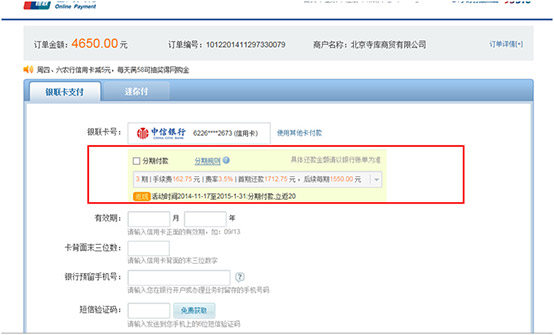 Online Payment
订单金额：4650.00元
订单编号：1012201411297330079
商户名称：北京寺库商贸有限公司
订单详情[+]
周四、六农行信用卡减5元，每天满58可抽奖得网购金
银联卡支付
迷你付
银联卡号：
中信银行
CHINA CITIC BANK
6226****2673 (信用卡)
使用其他卡付款
分期付款
分期规则
具体还款金额请以银行账单为准
3 期 | 手续费162.75 元 | 费率3.5% | 首期还款1712.75 元，后续每期1550.00 元
活动时间2014-11-17至2015-1-31:分期付款,立返20
有效期：
月
年
请输入信用卡正面的有效期，如：09/13
卡背面末三位数：
请输入信用卡背面的末三位数字
银行预留手机号：
请输入您在银行开户或办理业务时留存的手机号码
短信验证码：
免费获取
请输入发送到您手机上的6位短信验证码